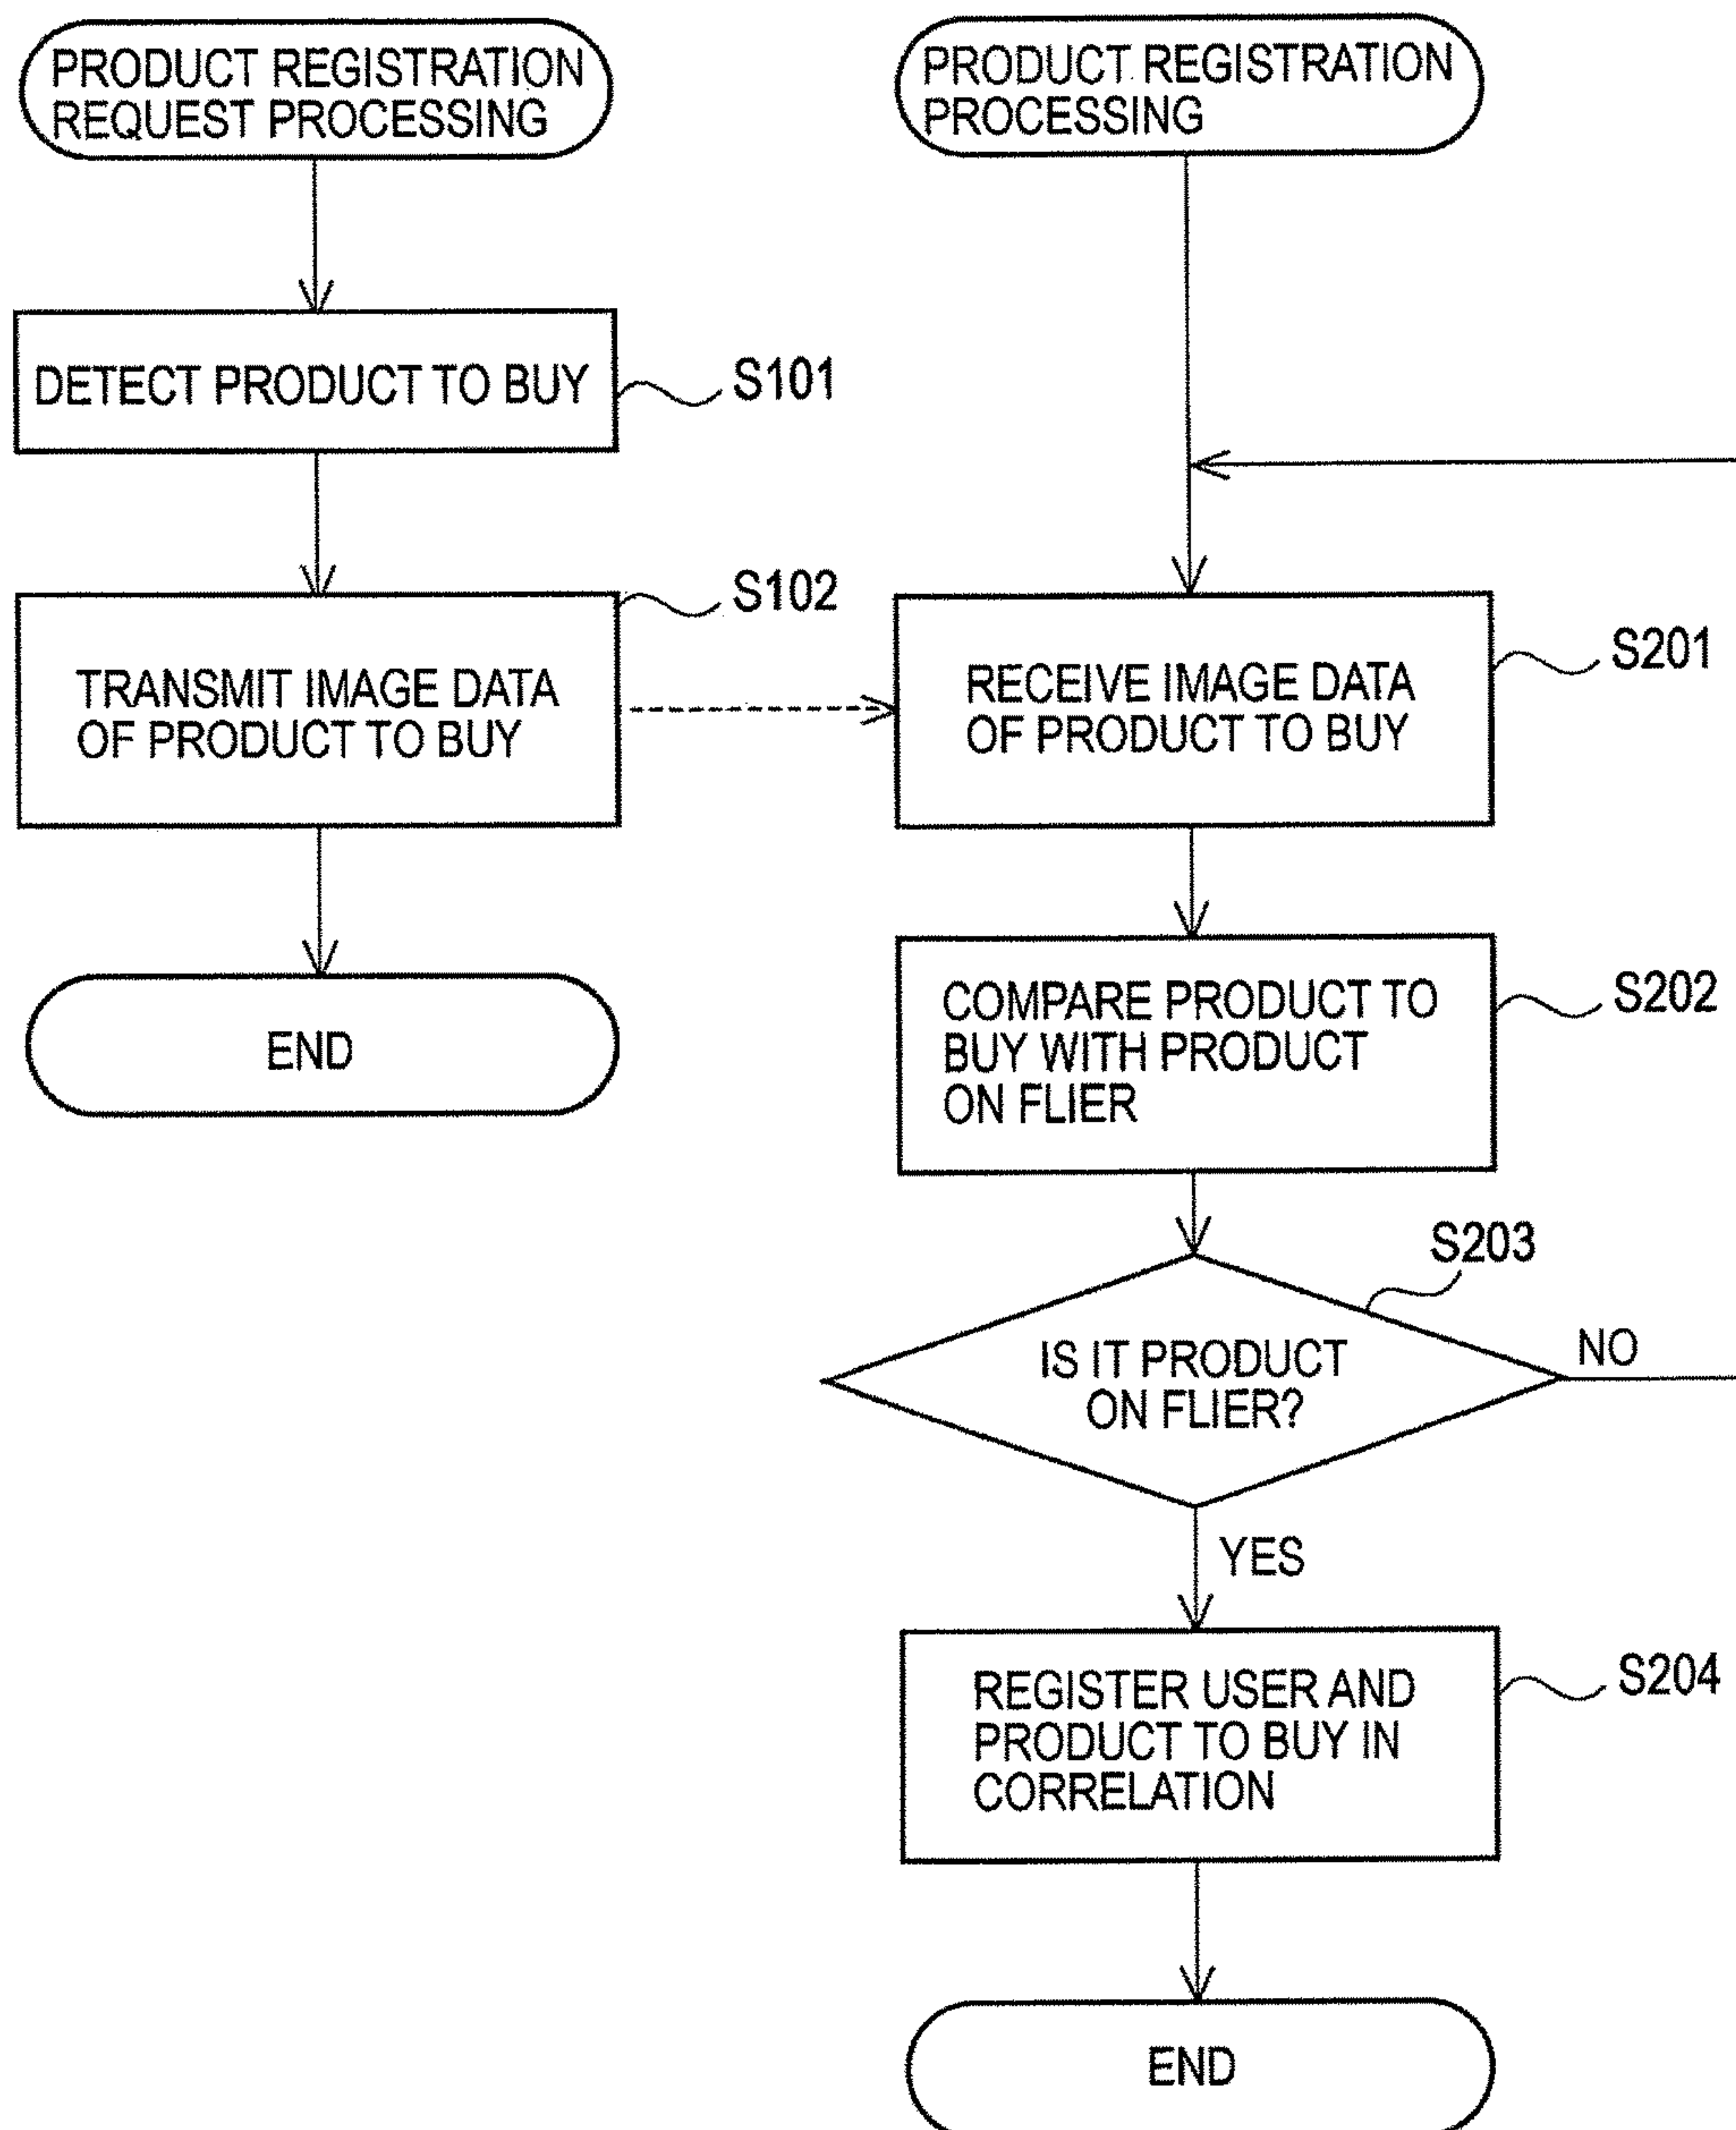 PRODUCT REGISTRATION
REQUEST PROCESSING
DETECT PRODUCT TO BUY
S101
S102
TRANSMIT IMAGE DATA
OF PRODUCT TO BUY
END
PRODUCT REGISTRATION
PROCESSING
S201
RECEIVE IMAGE DATA
OF PRODUCT TO BUY
S202
COMPARE PRODUCT TO
BUY WITH PRODUCT
ON FLIER
S203
IS IT PRODUCT
ON FLIER?
NO
YES
S204
REGISTER USER AND
PRODUCT TO BUY IN
CORRELATION
END